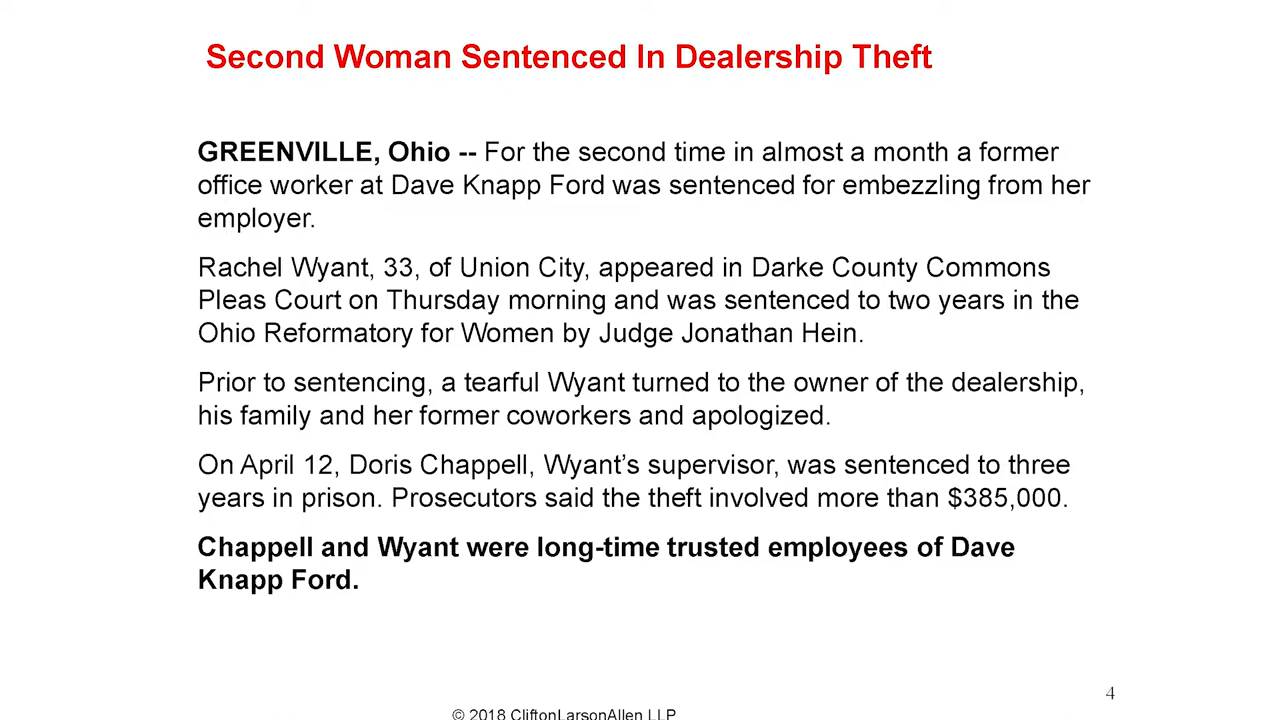 Second Woman Sentenced In Dealership Theft
GREENVILLE, Ohio -- For the second time in almost a month a former
office worker at Dave Knapp Ford was sentenced for embezzling from her
employer.
Rachel Wyant, 33, of Union City, appeared in Darke County Commons
Pleas Court on Thursday morning and was sentenced to two years in the
Ohio Reformatory for Women by Judge Jonathan Hein.
Prior to sentencing, a tearful Wyant turned to the owner of the dealership,
his family and her former coworkers and apologized.
On April 12, Doris Chappell, Wyant’s supervisor, was sentenced to three
years in prison. Prosecutors said the theft involved more than $385,000.
Chappell and Wyant were long-time trusted employees of Dave
Knapp Ford.
4
© 2018 CliftonLarsonAllen LLP